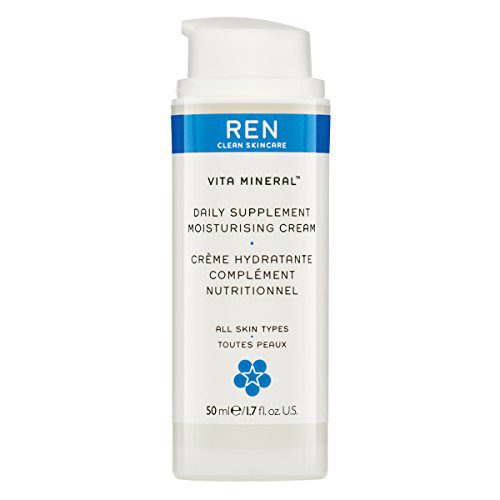 REN
CLEAN SKINCARE
VITA MINERAL™
DAILY SUPPLEMENT
MOISTURISING CREAM
CRÈME HYDRATANTE
COMPLÉMENT
NUTRITIONNEL
ALL SKIN TYPES
TOUTES PEAUX
50 ml ℮/1.7 fl. oz. U.S.